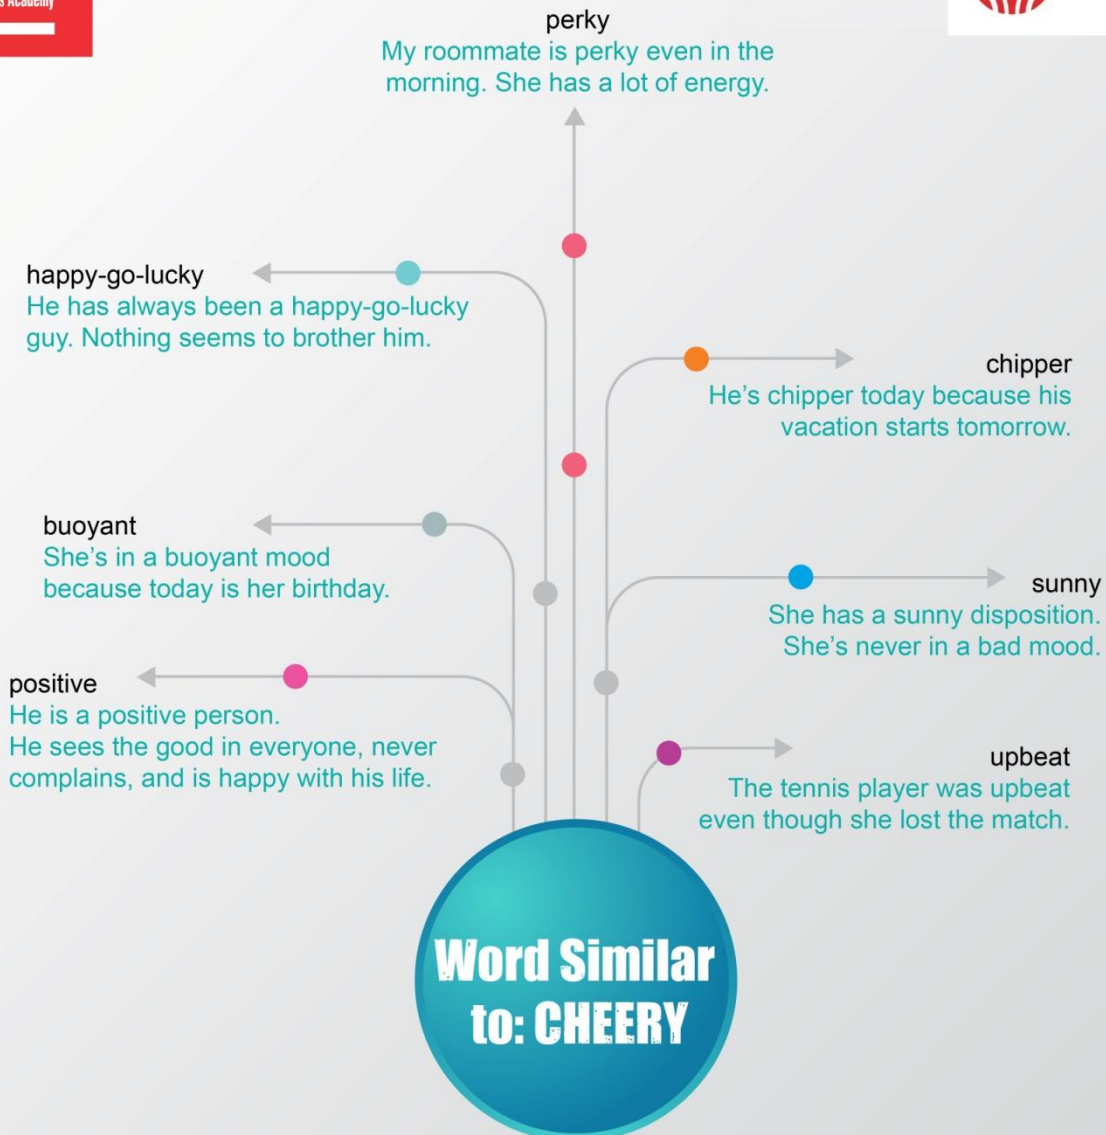 s Academy
perky
My roommate is perky even in the
morning. She has a lot of energy.
happy-go-lucky
He has always been a happy-go-lucky
guy. Nothing seems to brother him.
chipper
He's chipper today because his
vacation starts tomorrow.
buoyant
She's in a buoyant mood
because today is her birthday.
sunny
She has a sunny disposition.
She's never in a bad mood.
positive
He is a positive person.
He sees the good in everyone, never
complains, and is happy with his life.
upbeat
The tennis player was upbeat
even though she lost the match.
Word Similar
to: CHEERY